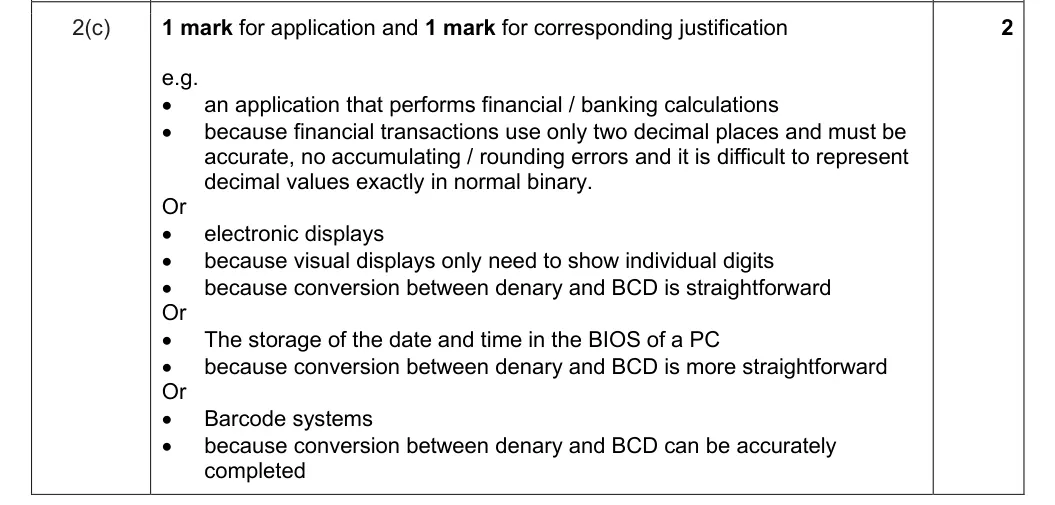 2(c) 1 mark for application and 1 mark for corresponding justification 2
e.g.
• an application that performs financial / banking calculations
• because financial transactions use only two decimal places and must be
accurate, no accumulating / rounding errors and it is difficult to represent
decimal values exactly in normal binary.
Or
• electronic displays
• because visual displays only need to show individual digits
• because conversion between denary and BCD is straightforward
Or
• The storage of the date and time in the BIOS of a PC
• because conversion between denary and BCD is more straightforward
Or
• Barcode systems
• because conversion between denary and BCD can be accurately
completed